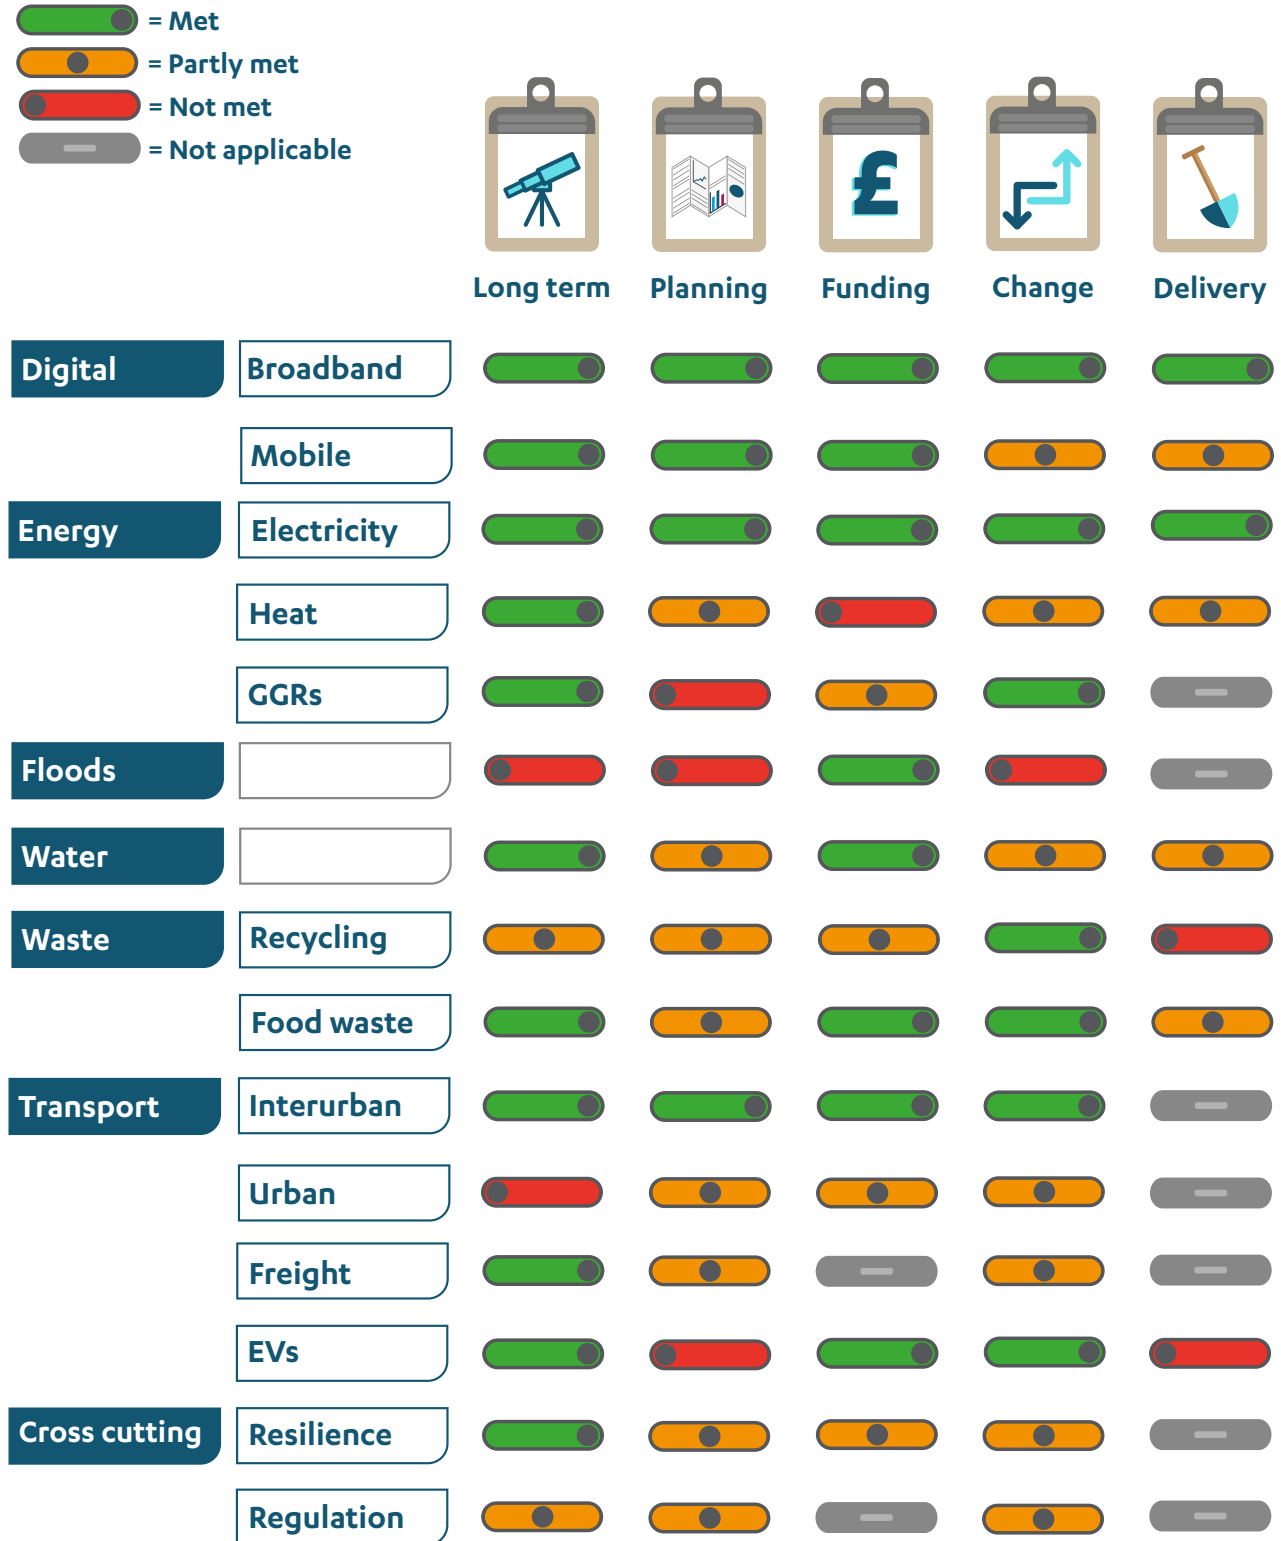 = Met
= Partly met
= Not met
= Not applicable
£
Long term Planning Funding Change Delivery
Digital Broadband
Mobile
Energy Electricity
Heat
GGRs
Floods
Water
Waste Recycling
Food waste
Transport Interurban
Urban
Freight
EVs
Cross cutting Resilience
Regulation